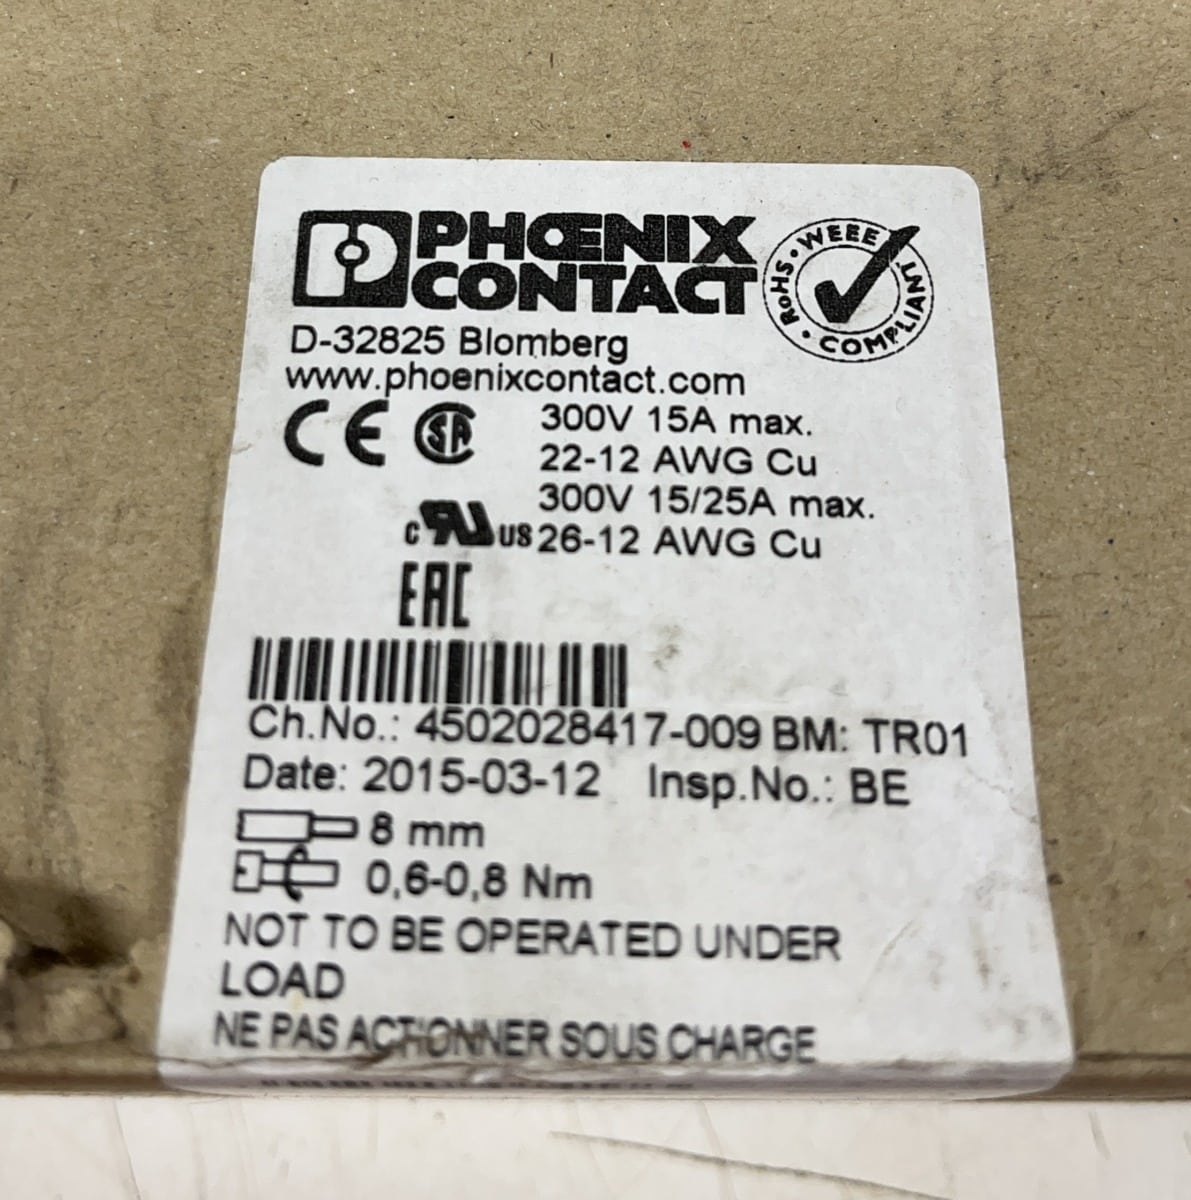 PHŒNIX
CONTACT
WEEE
RoHS
COMPLIANT
D-32825 Blomberg
www.phoenixcontact.com
CE SA 300V 15A max.
22-12 AWG Cu
300V 15/25A max.
c RU US 26-12 AWG Cu
EAC
Ch.No.: 4502028417-009 BM: TR01
Date: 2015-03-12 Insp.No.: BE
8 mm
0,6-0,8 Nm
NOT TO BE OPERATED UNDER
LOAD
NE PAS ACTIONNER SOUS CHARGE